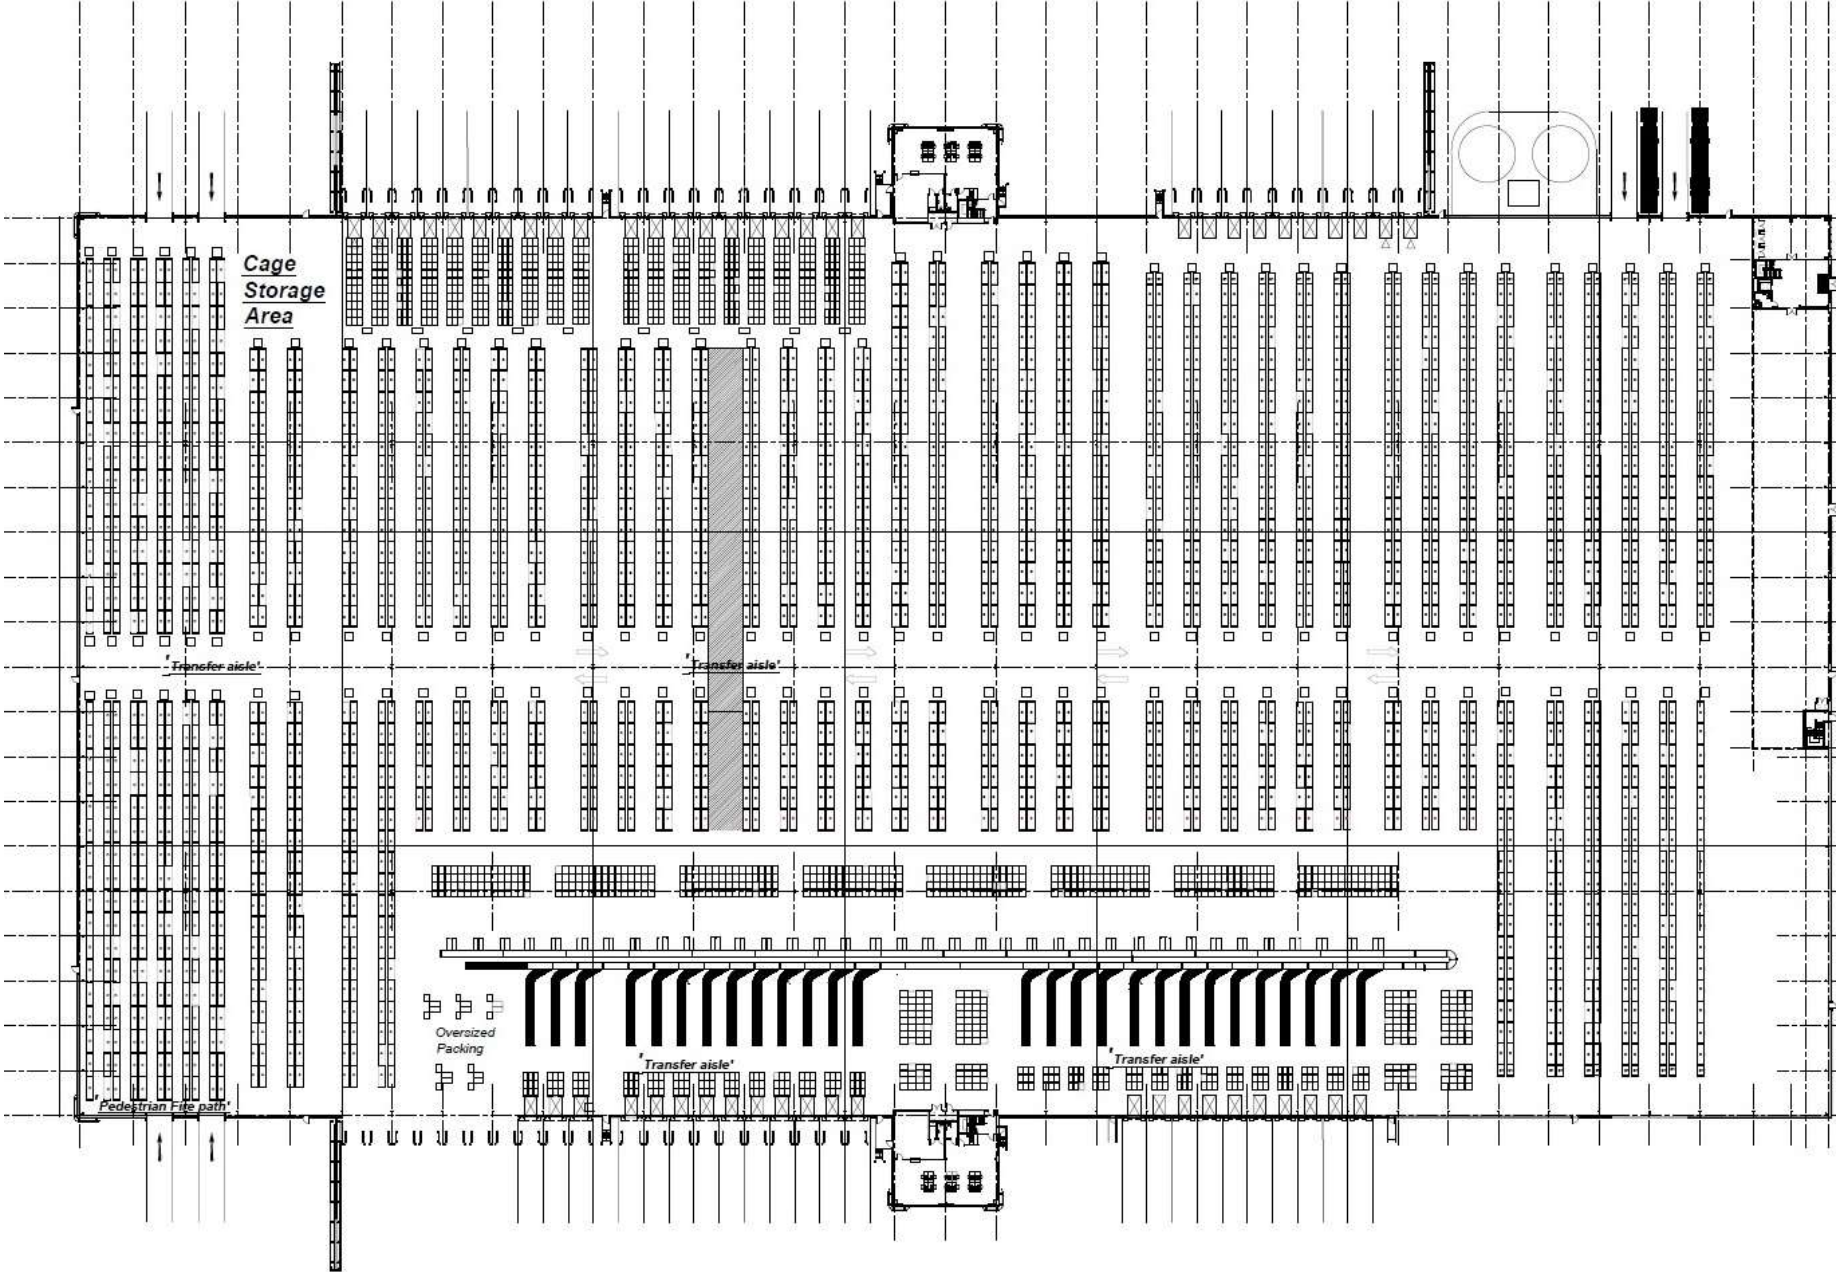 Cage
Storage
Area
'Transfer aisle'
'Transfer aisle'
Oversized
Packing
'Transfer aisle'
'Transfer aisle'
'Pedestrian Fire path'